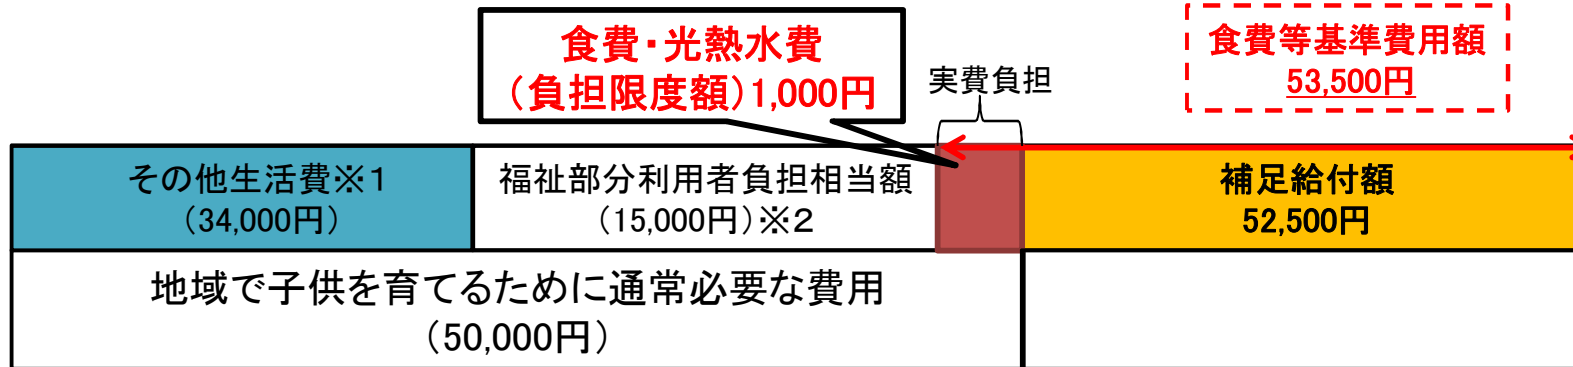 食費・光熱水費
(負担限度額)1,000円
実費負担
食費等基準費用額
53,500円
その他生活費※1
(34,000円)
福祉部分利用者負担相当額
(15,000円)※2
補足給付額
52,500円
地域で子供を育てるために通常必要な費用
(50,000円)